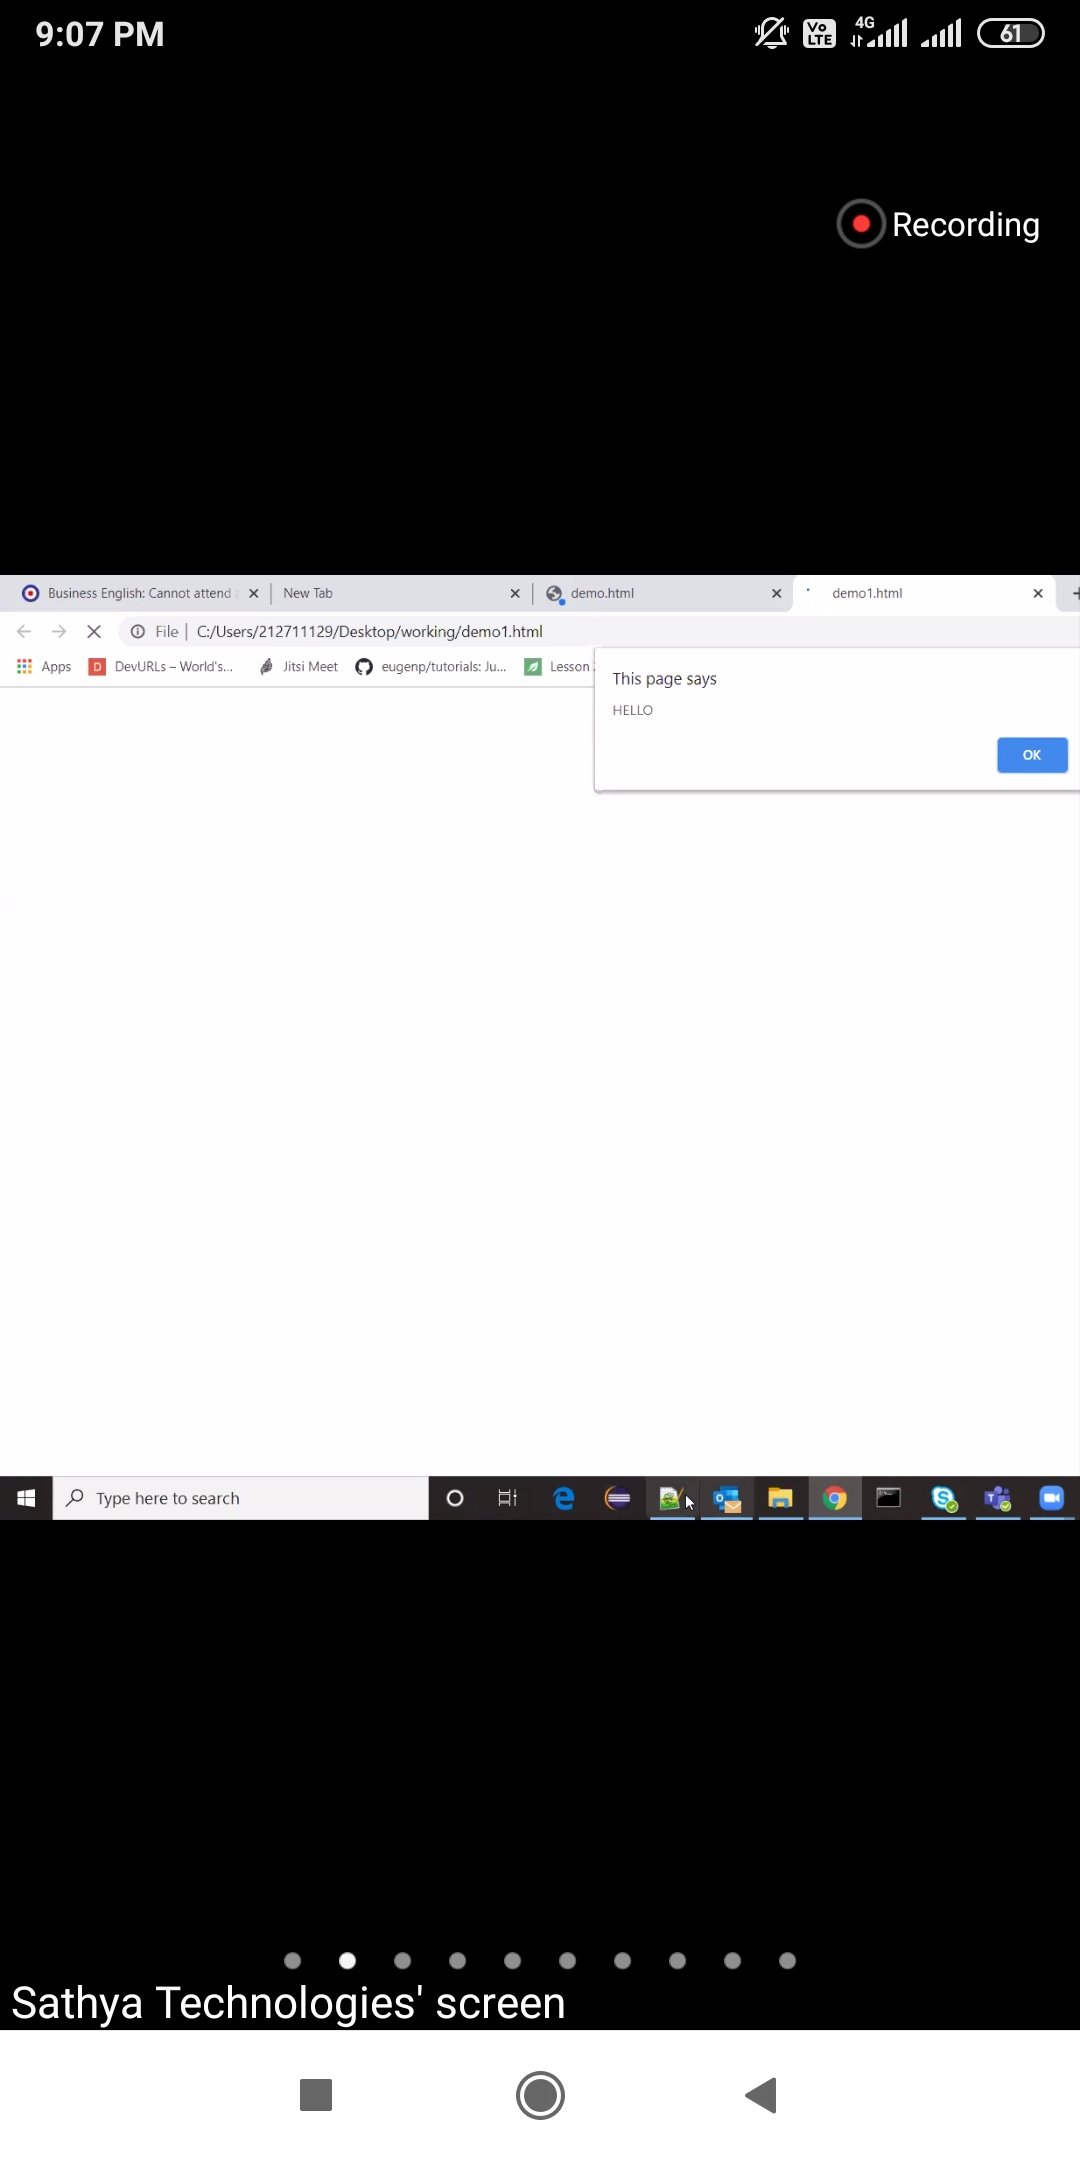 9:07 PM
Vo LTE
4G
61
Recording
Business English: Cannot attend
New Tab
demo.html
demo1.html
File | C:/Users/212711129/Desktop/working/demo1.html
Apps
DevURLs – World's...
Jitsi Meet
eugenp/tutorials: Ju...
Lesson
This page says
HELLO
OK
Type here to search
Sathya Technologies' screen